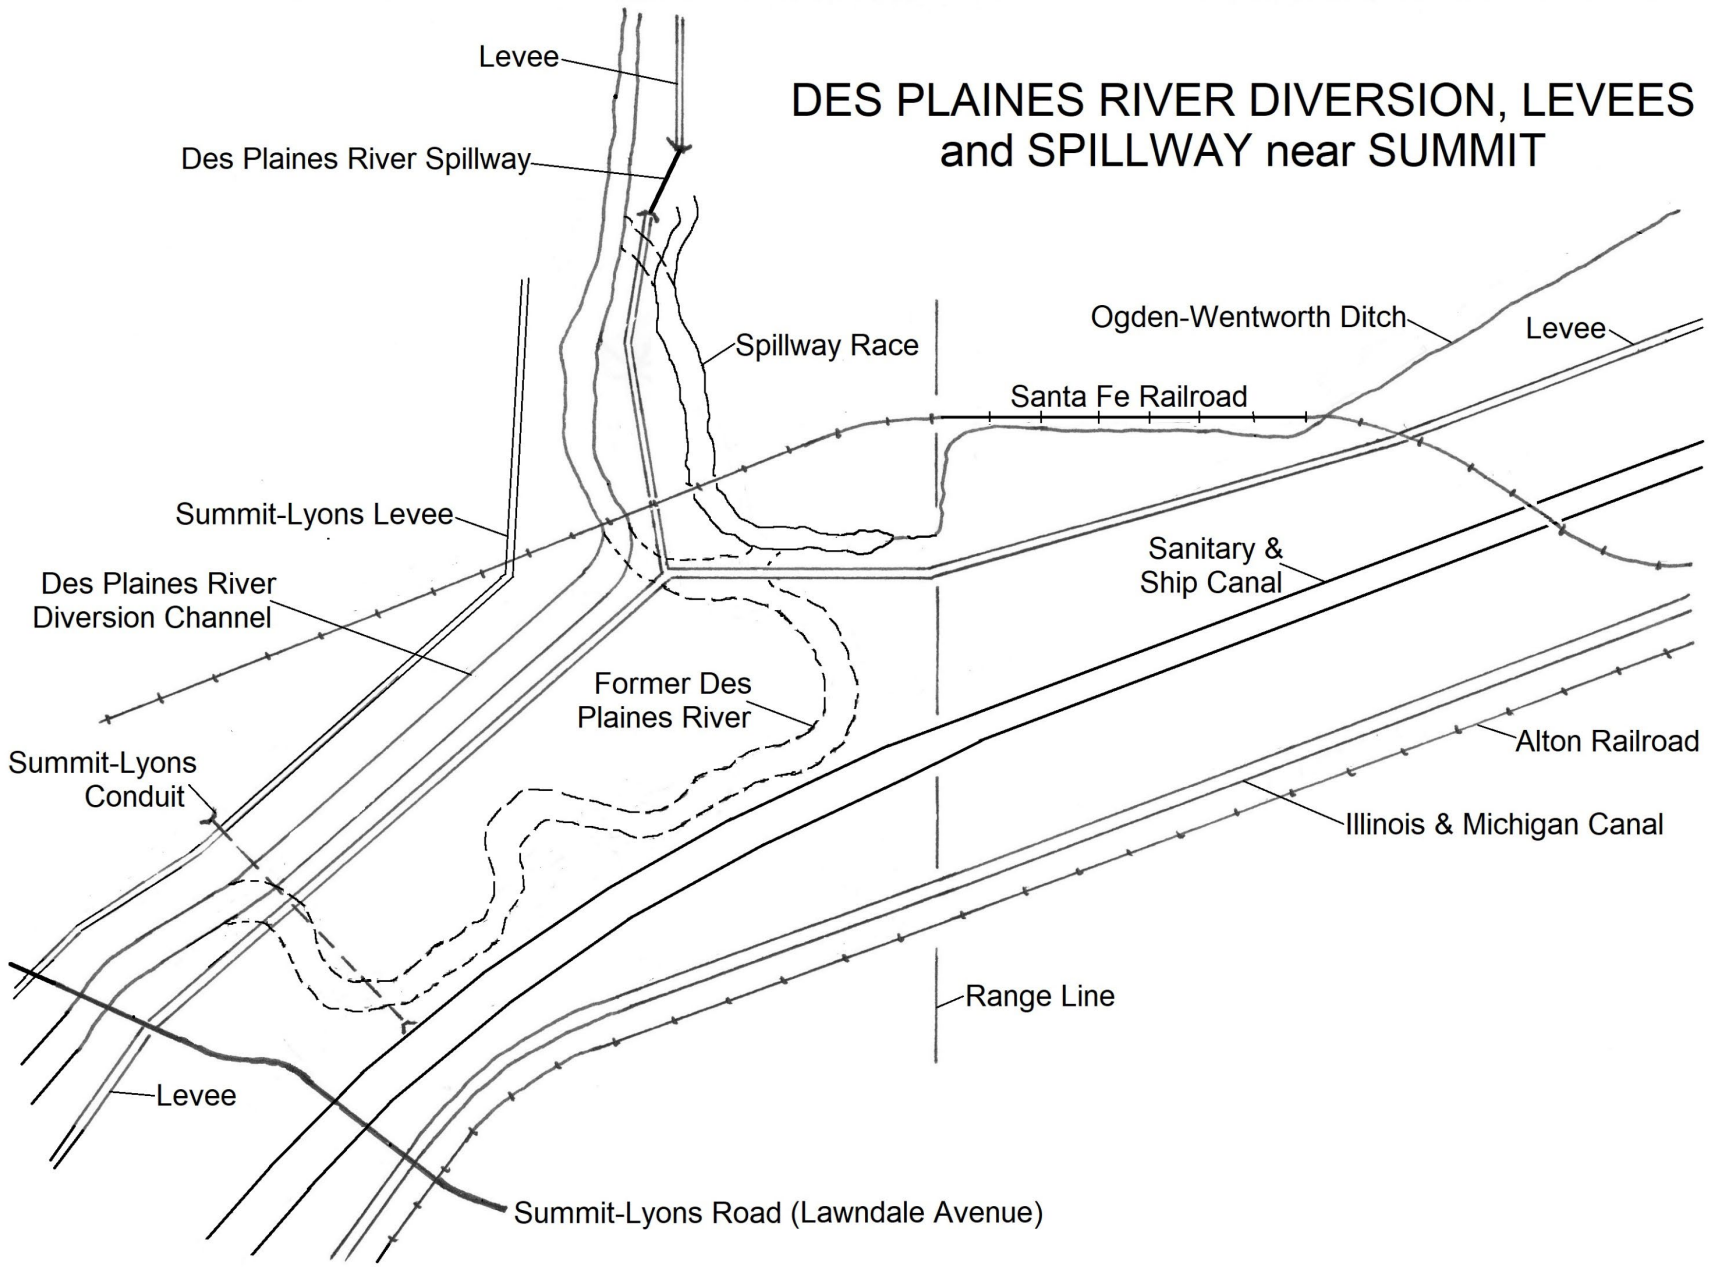 DES PLAINES RIVER DIVERSION, LEVEES
and SPILLWAY near SUMMIT
Levee
Des Plaines River Spillway
Spillway Race
Ogden-Wentworth Ditch
Levee
Santa Fe Railroad
Summit-Lyons Levee
Sanitary &
Ship Canal
Des Plaines River
Diversion Channel
Former Des
Plaines River
Alton Railroad
Summit-Lyons
Conduit
Illinois & Michigan Canal
Range Line
Levee
Summit-Lyons Road (Lawndale Avenue)